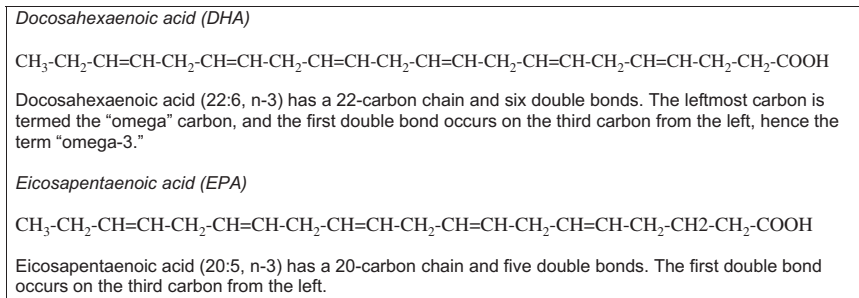 Docosahexaenoic acid (DHA)
CH₃-CH₂-CH=CH-CH₂-CH=CH-CH₂-CH=CH-CH₂-CH=CH-CH₂-CH=CH-CH₂-CH=CH-CH₂-CH₂-COOH
Docosahexaenoic acid (22:6, n-3) has a 22-carbon chain and six double bonds. The leftmost carbon is
termed the “omega” carbon, and the first double bond occurs on the third carbon from the left, hence the
term “omega-3.”
Eicosapentaenoic acid (EPA)
CH₃-CH₂-CH=CH-CH₂-CH=CH-CH₂-CH=CH-CH₂-CH=CH-CH₂-CH=CH-CH₂-CH2-CH₂-COOH
Eicosapentaenoic acid (20:5, n-3) has a 20-carbon chain and five double bonds. The first double bond
occurs on the third carbon from the left.